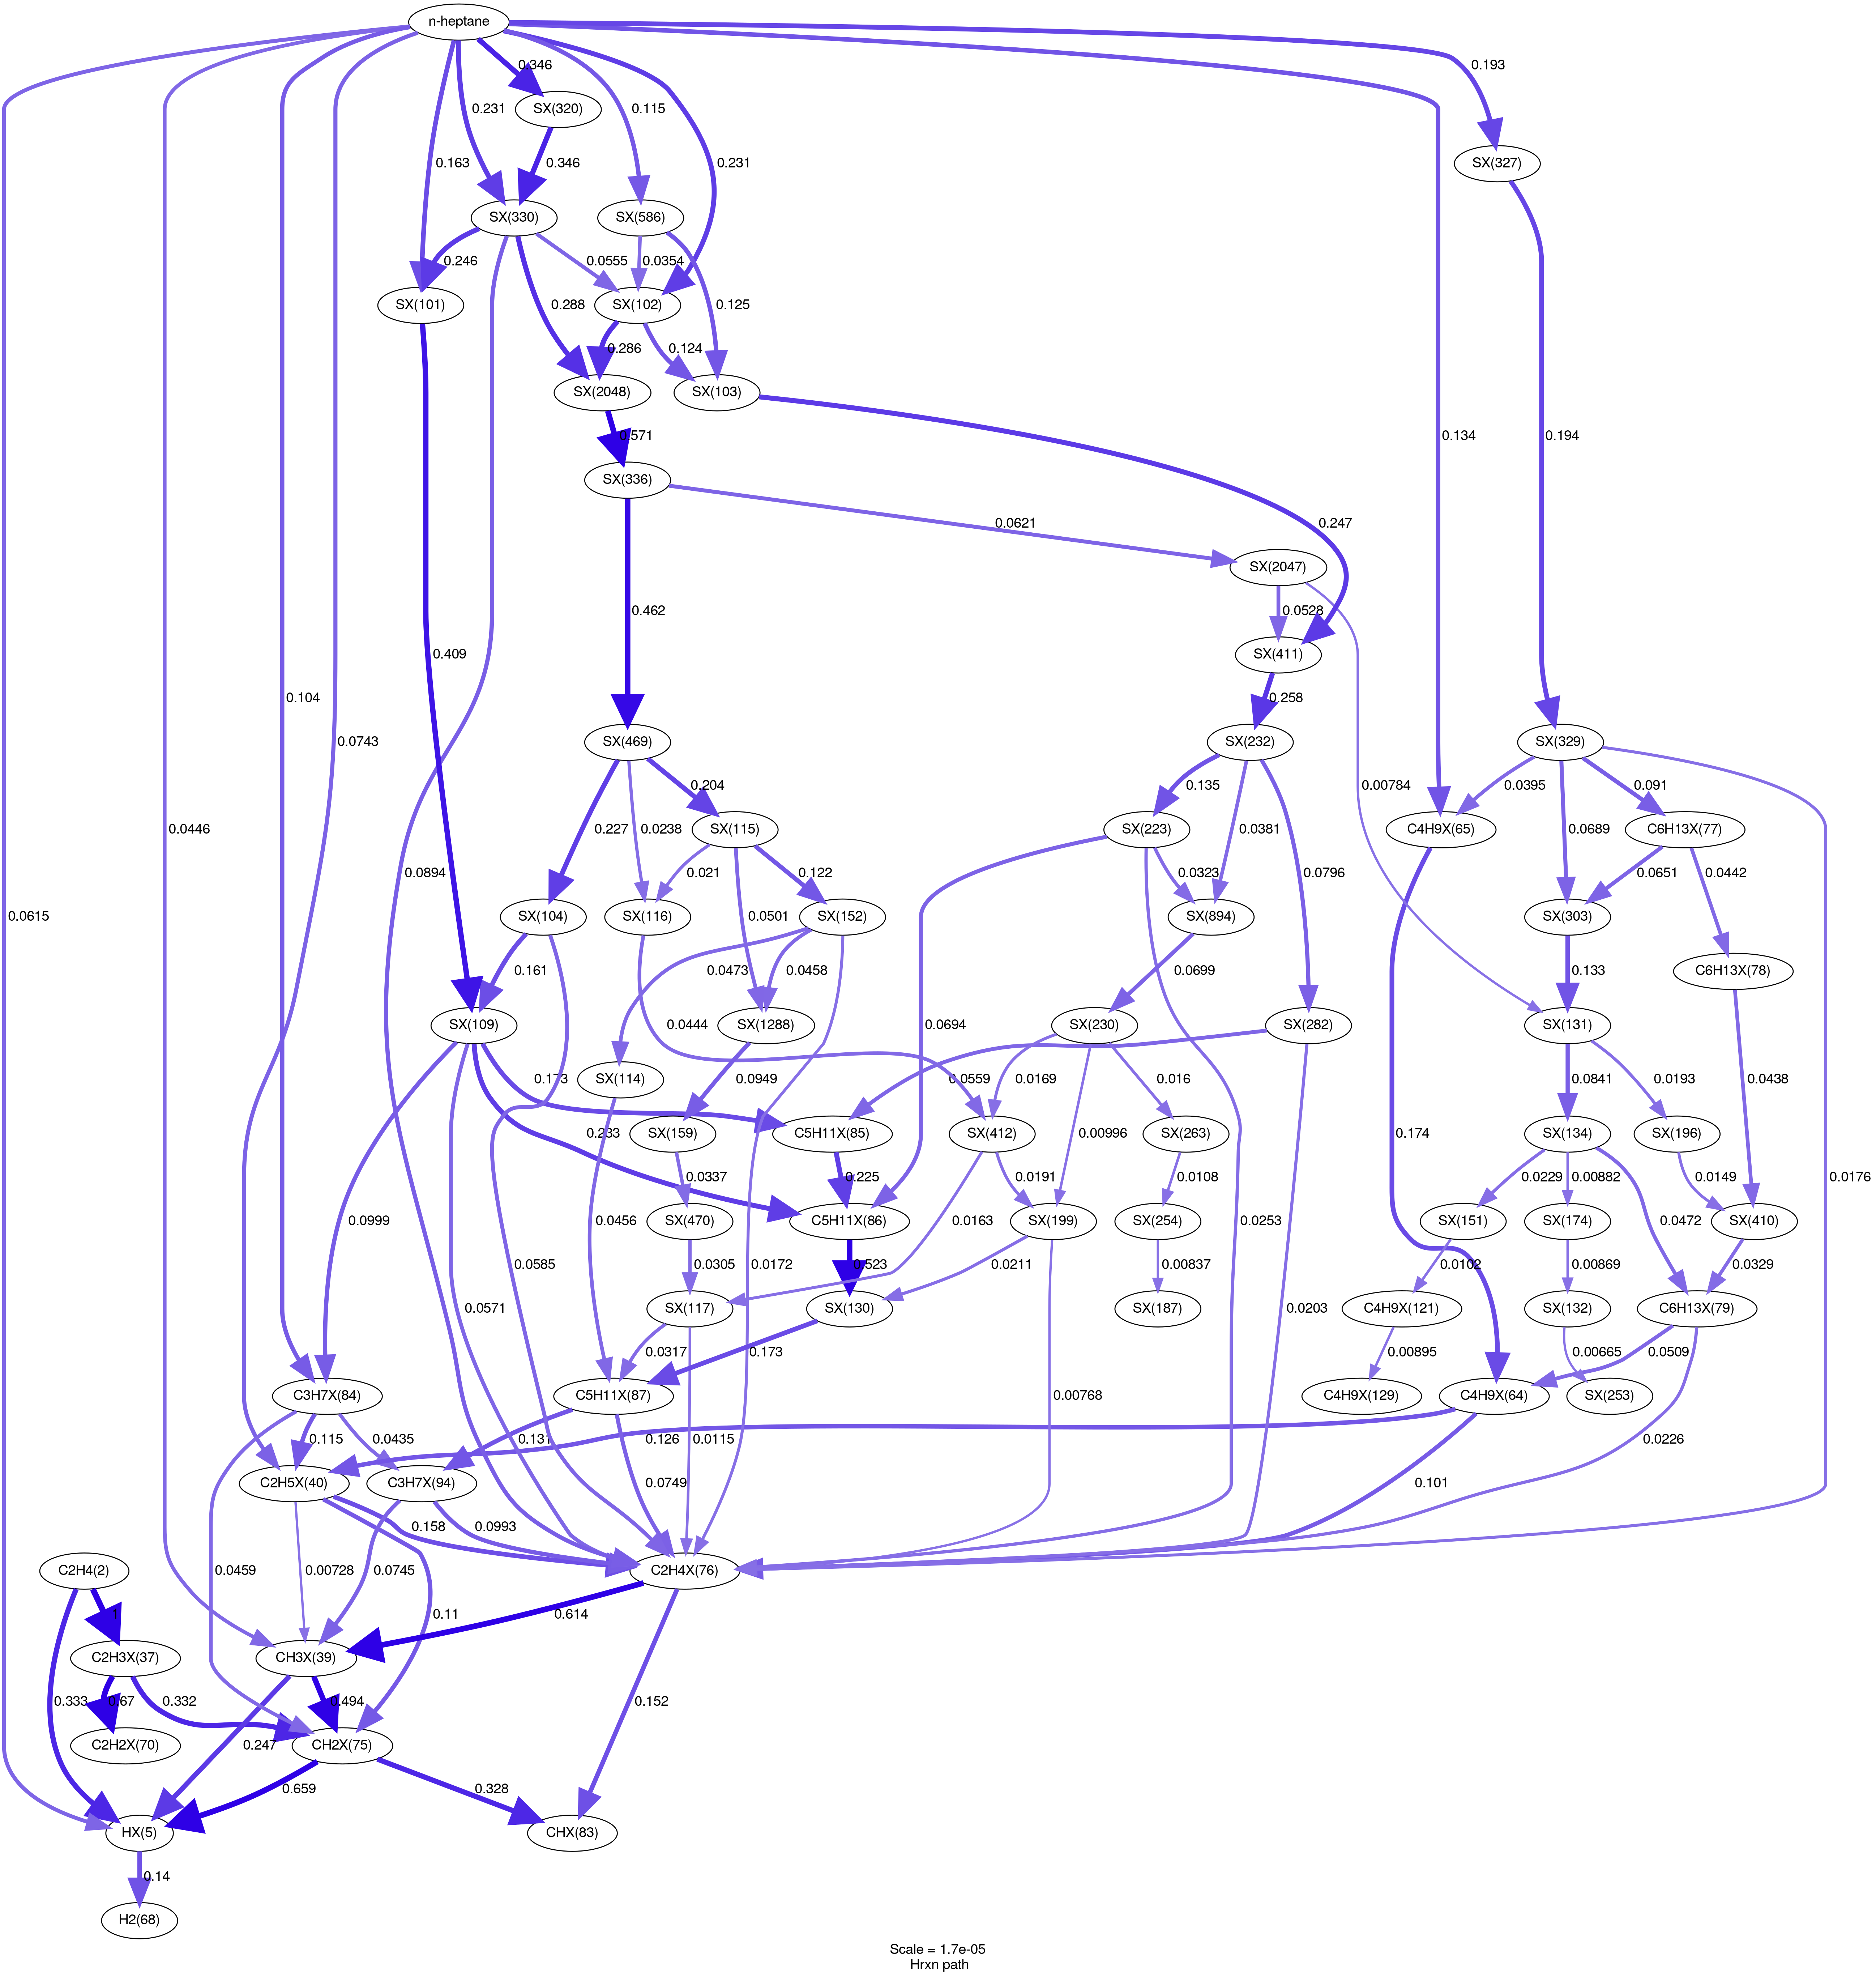 n-heptane
0.346
0.193
SX(320)
0.231
0.115
0.163
0.346
0.231
SX(327)
SX(330)
SX(586)
0.246
0.0555
0.0354
SX(101)
SX(102)
0.288
0.125
0.286
0.124
SX(2048)
SX(103)
0.571
0.134
0.194
SX(336)
0.0621
0.247
SX(2047)
0.462
0.0528
0.409
SX(411)
0.104
0.258
0.0743
SX(469)
SX(232)
SX(329)
0.00784
0.204
0.135
0.0395
0.091
0.0446
0.227
0.0238
SX(115)
SX(223)
C4H9X(65)
C6H13X(77)
0.0615
0.0381
0.0689
0.0894
0.021
0.122
0.0323
0.0796
0.0651
0.0442
0.0176
SX(104)
SX(116)
SX(152)
SX(894)
SX(303)
0.0501
0.161
0.0473
0.0458
0.0699
0.133
C6H13X(78)
SX(109)
SX(1288)
SX(230)
SX(282)
SX(131)
0.0444
0.0694
0.173
SX(114)
0.0949
0.0559
0.0169
0.016
0.0841
0.0193
0.0438
SX(159)
C5H11X(85)
SX(412)
SX(263)
SX(134)
SX(196)
0.233
0.00996
0.174
0.0337
0.225
0.0191
0.0108
0.0229
0.00882
0.0149
0.0999
0.0456
SX(470)
C5H11X(86)
SX(199)
SX(254)
SX(151)
SX(174)
SX(410)
0.0163
0.0253
0.0472
0.0585
0.0172
0.0305
0.523
0.0211
0.00837
0.0102
0.00869
0.0329
SX(117)
SX(130)
SX(187)
C4H9X(121)
SX(132)
C6H13X(79)
0.0571
0.0203
0.0317
0.173
0.00895
0.00665
0.0509
C3H7X(84)
C5H11X(87)
0.00768
C4H9X(129)
C4H9X(64)
SX(253)
0.115
0.0435
0.131
0.126
0.0115
0.0226
C2H5X(40)
C3H7X(94)
0.0749
0.101
0.158
0.0993
C2H4(2)
0.0459
0.00728
0.0745
C2H4X(76)
1
0.11
0.614
C2H3X(37)
CH3X(39)
0.333
0.67
0.332
0.494
0.152
C2H2X(70)
CH2X(75)
0.247
0.659
0.328
HX(5)
CHX(83)
0.14
H2(68)
Scale = 1.7e-05
Hrxn path